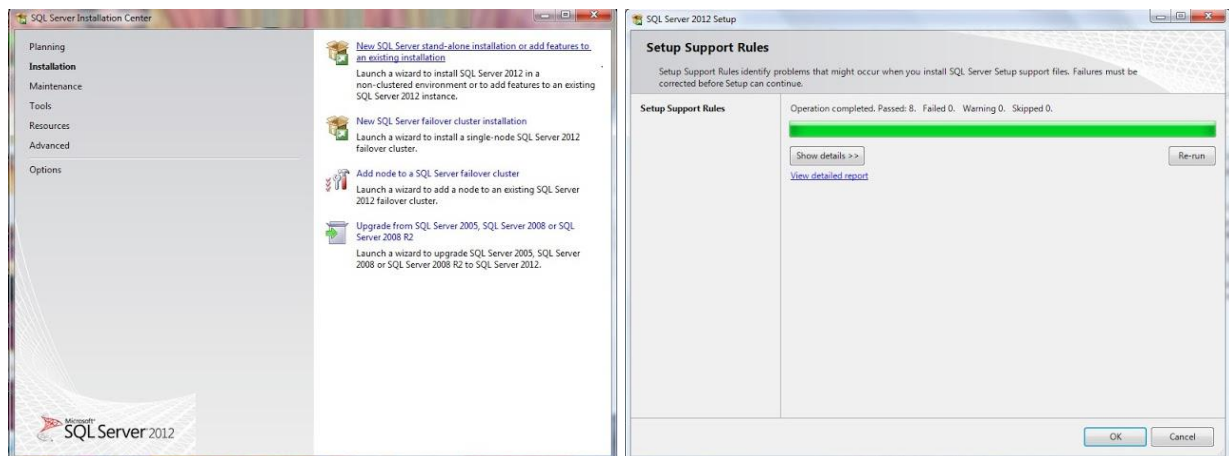 SQL Server Installation Center
Planning
Installation
Maintenance
Tools
Resources
Advanced
Options
New SQL Server stand-alone installation or add features to
an existing installation
Launch a wizard to install SQL Server 2012 in a
non-clustered environment or to add features to an existing
SQL Server 2012 instance.
New SQL Server failover cluster installation
Launch a wizard to install a single-node SQL Server 2012
failover cluster.
Add node to a SQL Server failover cluster
Launch a wizard to add a node to an existing SQL Server
2012 failover cluster.
Upgrade from SQL Server 2005, SQL Server 2008 or SQL
Server 2008 R2
Launch a wizard to upgrade SQL Server 2005, SQL Server
2008 or SQL Server 2008 R2 to SQL Server 2012.
Microsoft®
SQL Server 2012
SQL Server 2012 Setup
Setup Support Rules
Setup Support Rules identify problems that might occur when you install SQL Server Setup support files. Failures must be
corrected before Setup can continue.
Setup Support Rules
Operation completed. Passed: 8. Failed 0. Warning 0. Skipped 0.
Show details >>
Re-run
View detailed report
OK
Cancel